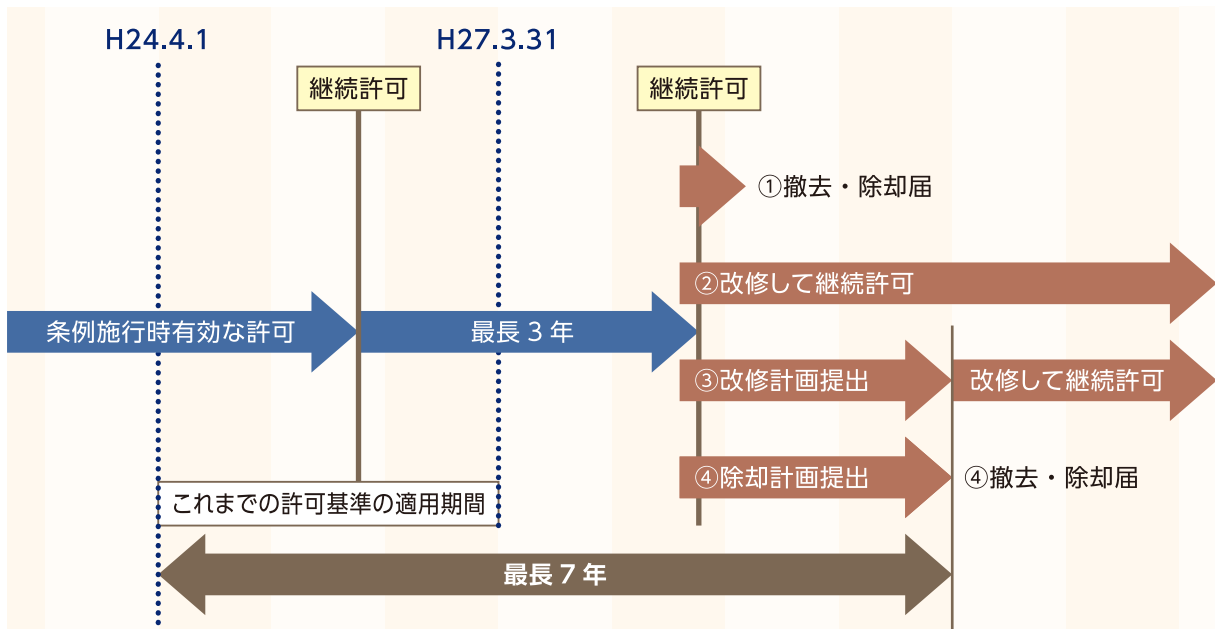 H24.4.1
H27.3.31
継続許可
継続許可
①撤去・除却届
②改修して継続許可
条例施行時有効な許可
最長 3 年
③改修計画提出
改修して継続許可
④除却計画提出
④撤去・除却届
これまでの許可基準の適用期間
最長 7 年